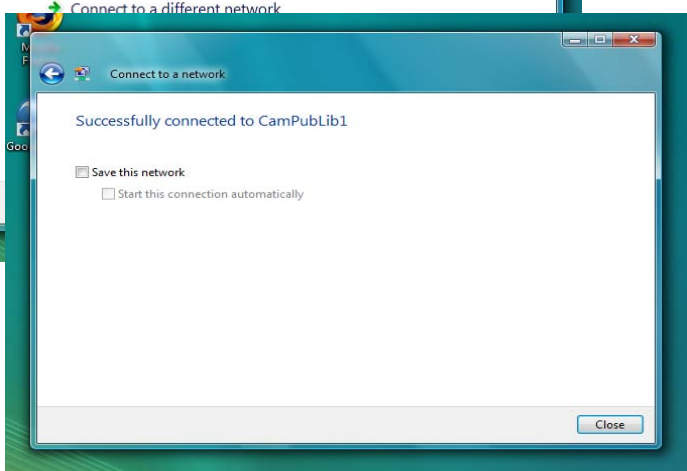 Connect to a different network
Connect to a network
Successfully connected to CamPubLib1
Save this network
Start this connection automatically
Close